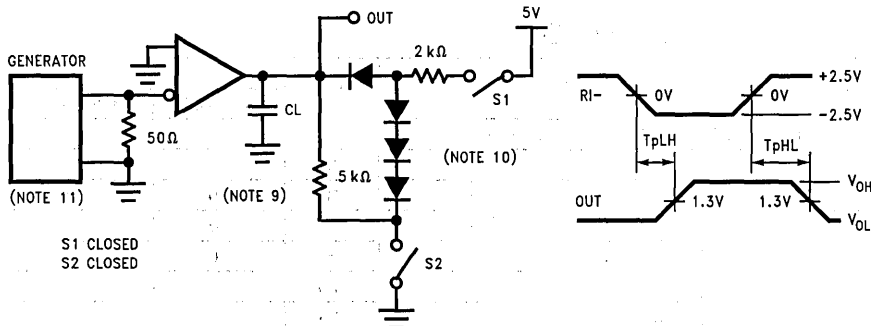 OUT
5V
GENERATOR
2 kΩ
S1
CL
50Ω
(NOTE 10)
5 kΩ
(NOTE 11)
(NOTE 9)
S1 CLOSED
S2 CLOSED
S2
RI-
0V
0V
+2.5V
-2.5V
TpLH
TpHL
OUT
1.3V
1.3V
VOH
VOL